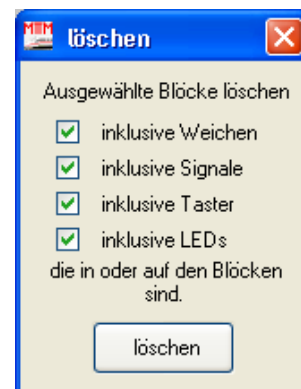 löschen
Ausgewählte Blöcke löschen
inklusive Weichen
inklusive Signale
inklusive Taster
inklusive LEDs
die in oder auf den Blöcken
sind.
löschen